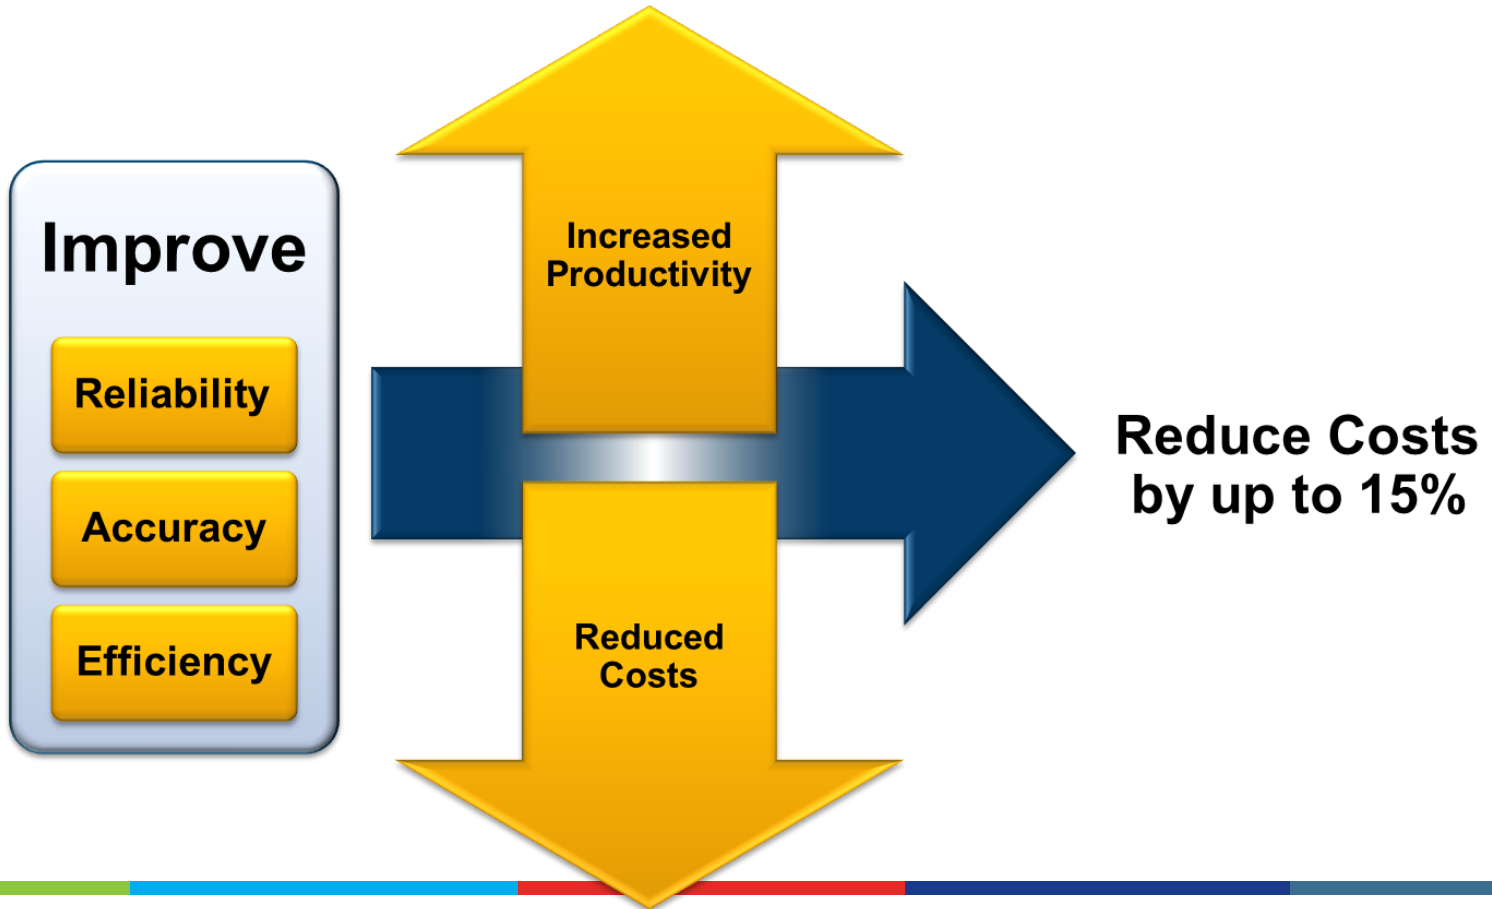 Improve
Reliability
Accuracy
Efficiency
Increased
Productivity
Reduced
Costs
Reduce Costs
by up to 15%